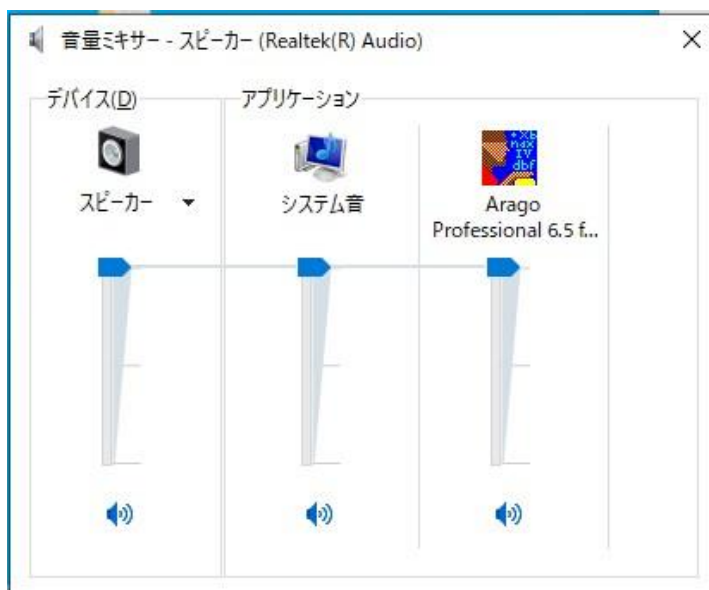 音量ミキサー - スピーカー (Realtek(R) Audio)
デバイス(D)
アプリケーション
スピーカー
システム音
Arago
Professional 6.5 f...